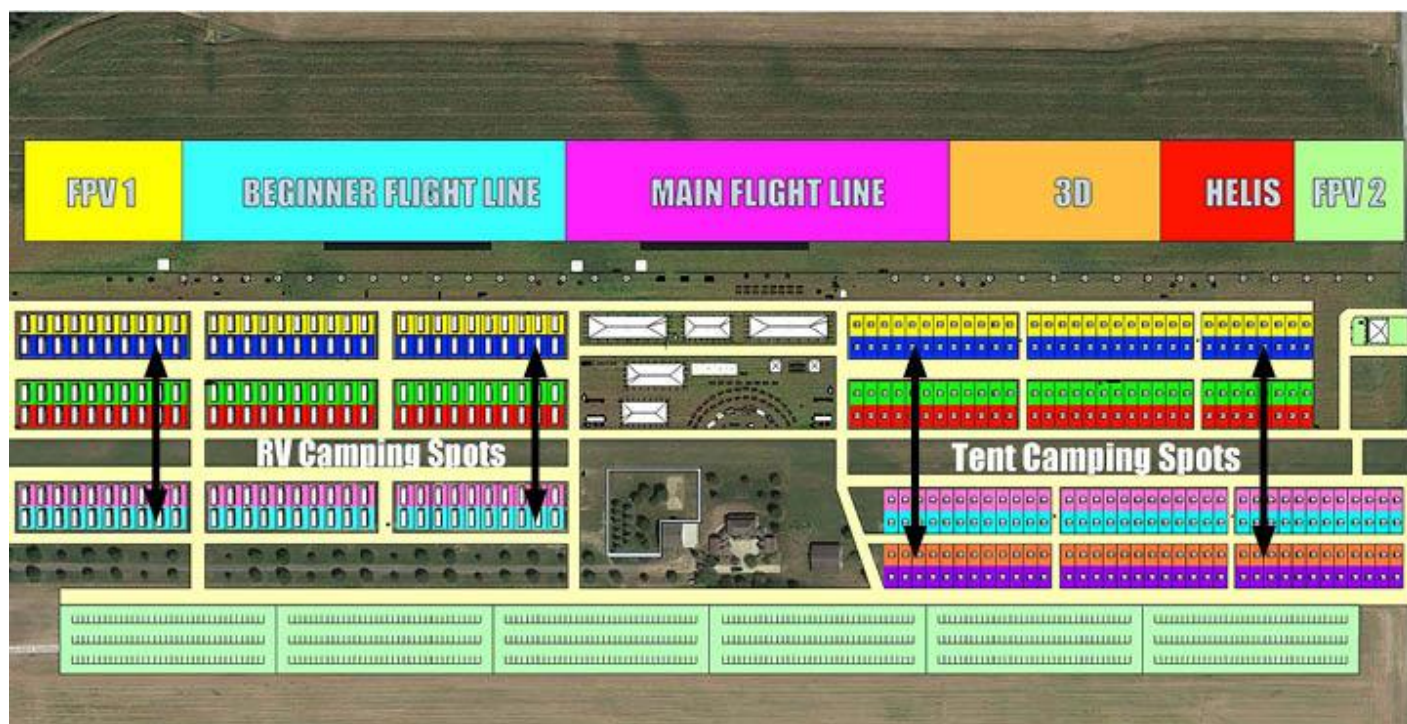 FPV 1
BEGINNER FLIGHT LINE
MAIN FLIGHT LINE
3D
HELIS
FPV 2
RV Camping Spots
Tent Camping Spots